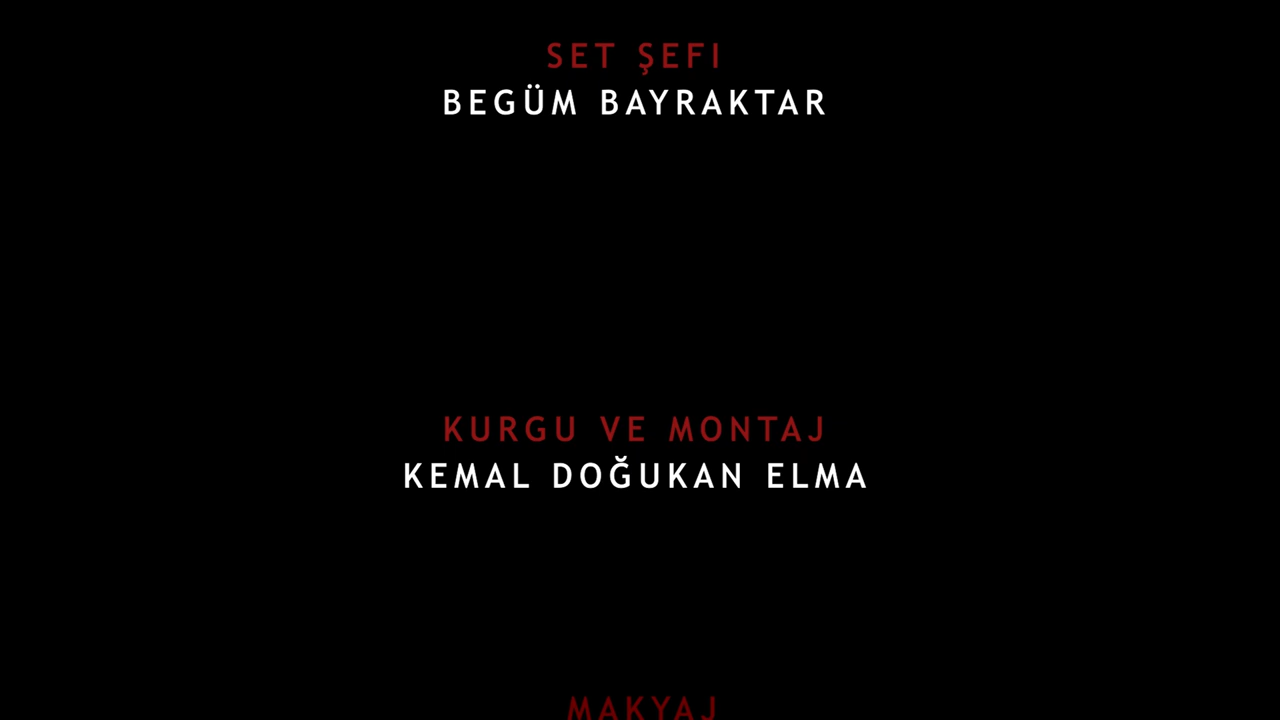 SET ŞEFI
BEGÜM BAYRAKTAR
KURGU VE MONTAJ
KEMAL DOĞUKAN ELMA
MAKYAJ